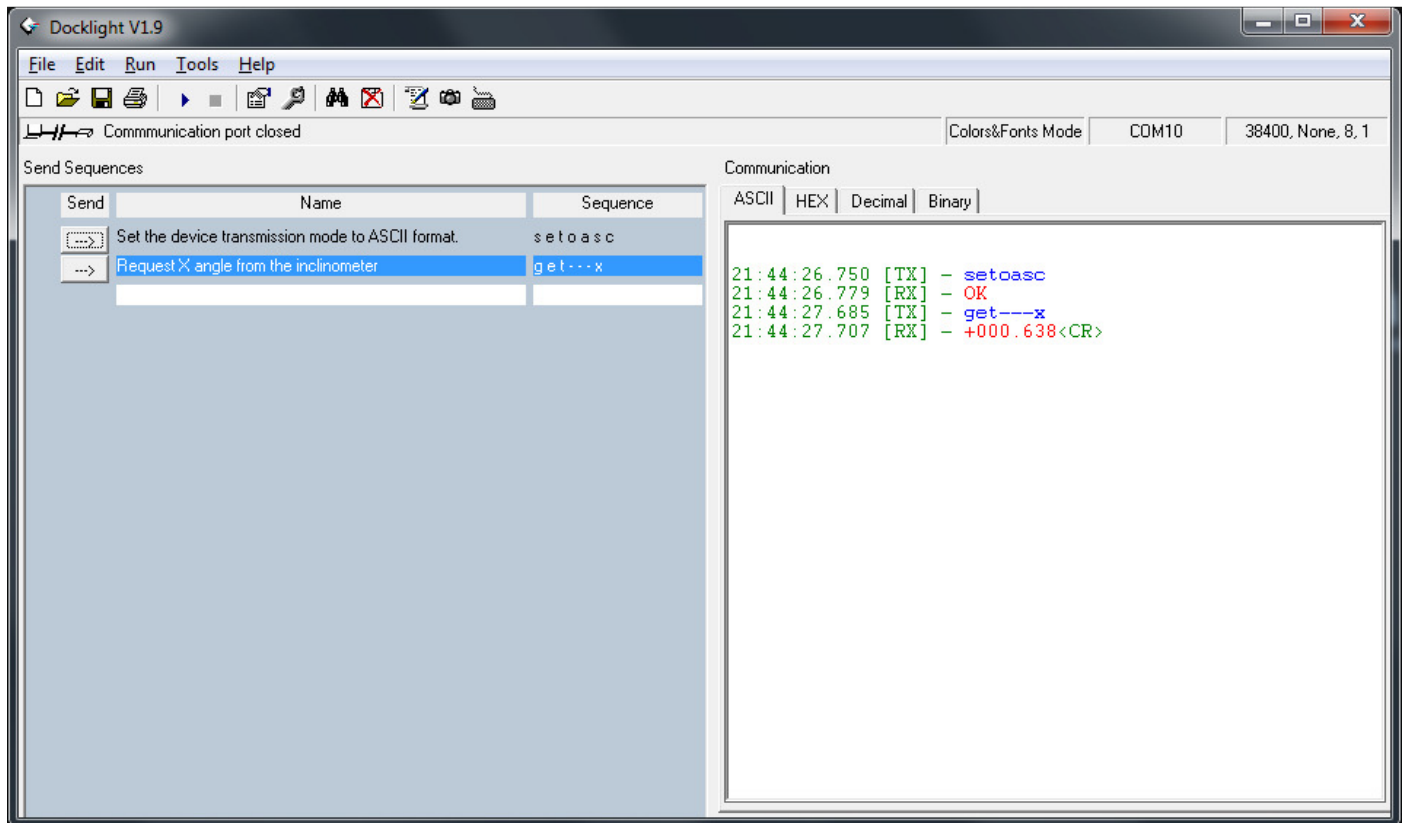 Docklight V1.9
File Edit Run Tools Help
Commmunication port closed Colors&Fonts Mode COM10 38400, None, 8, 1
Send Sequences
Send Name Sequence
---> Set the device transmission mode to ASCII format. s e t o a s c
---> Request X angle from the inclinometer g e t - - - x
Communication
ASCII HEX Decimal Binary
21:44:26.750 [TX] - setoasc
21:44:26.779 [RX] - OK
21:44:27.685 [TX] - get---x
21:44:27.707 [RX] - +000.638<CR>